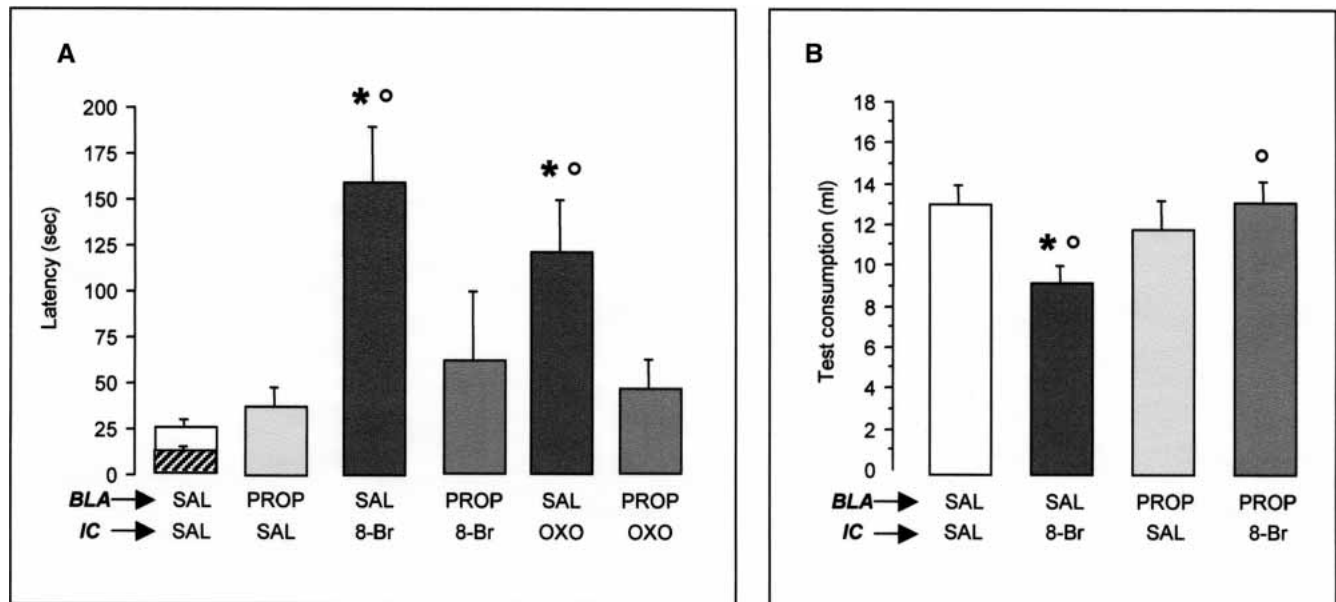 A
* °
* °
200
175
150
125
100
75
50
25
0
Latency (sec)
BLA SAL PROP SAL PROP SAL PROP
IC SAL SAL 8-Br 8-Br OXO OXO
B
18
16
14
12
10
8
6
4
2
0
Test consumption (ml)
* °
°
BLA SAL SAL PROP PROP
IC SAL 8-Br SAL 8-Br